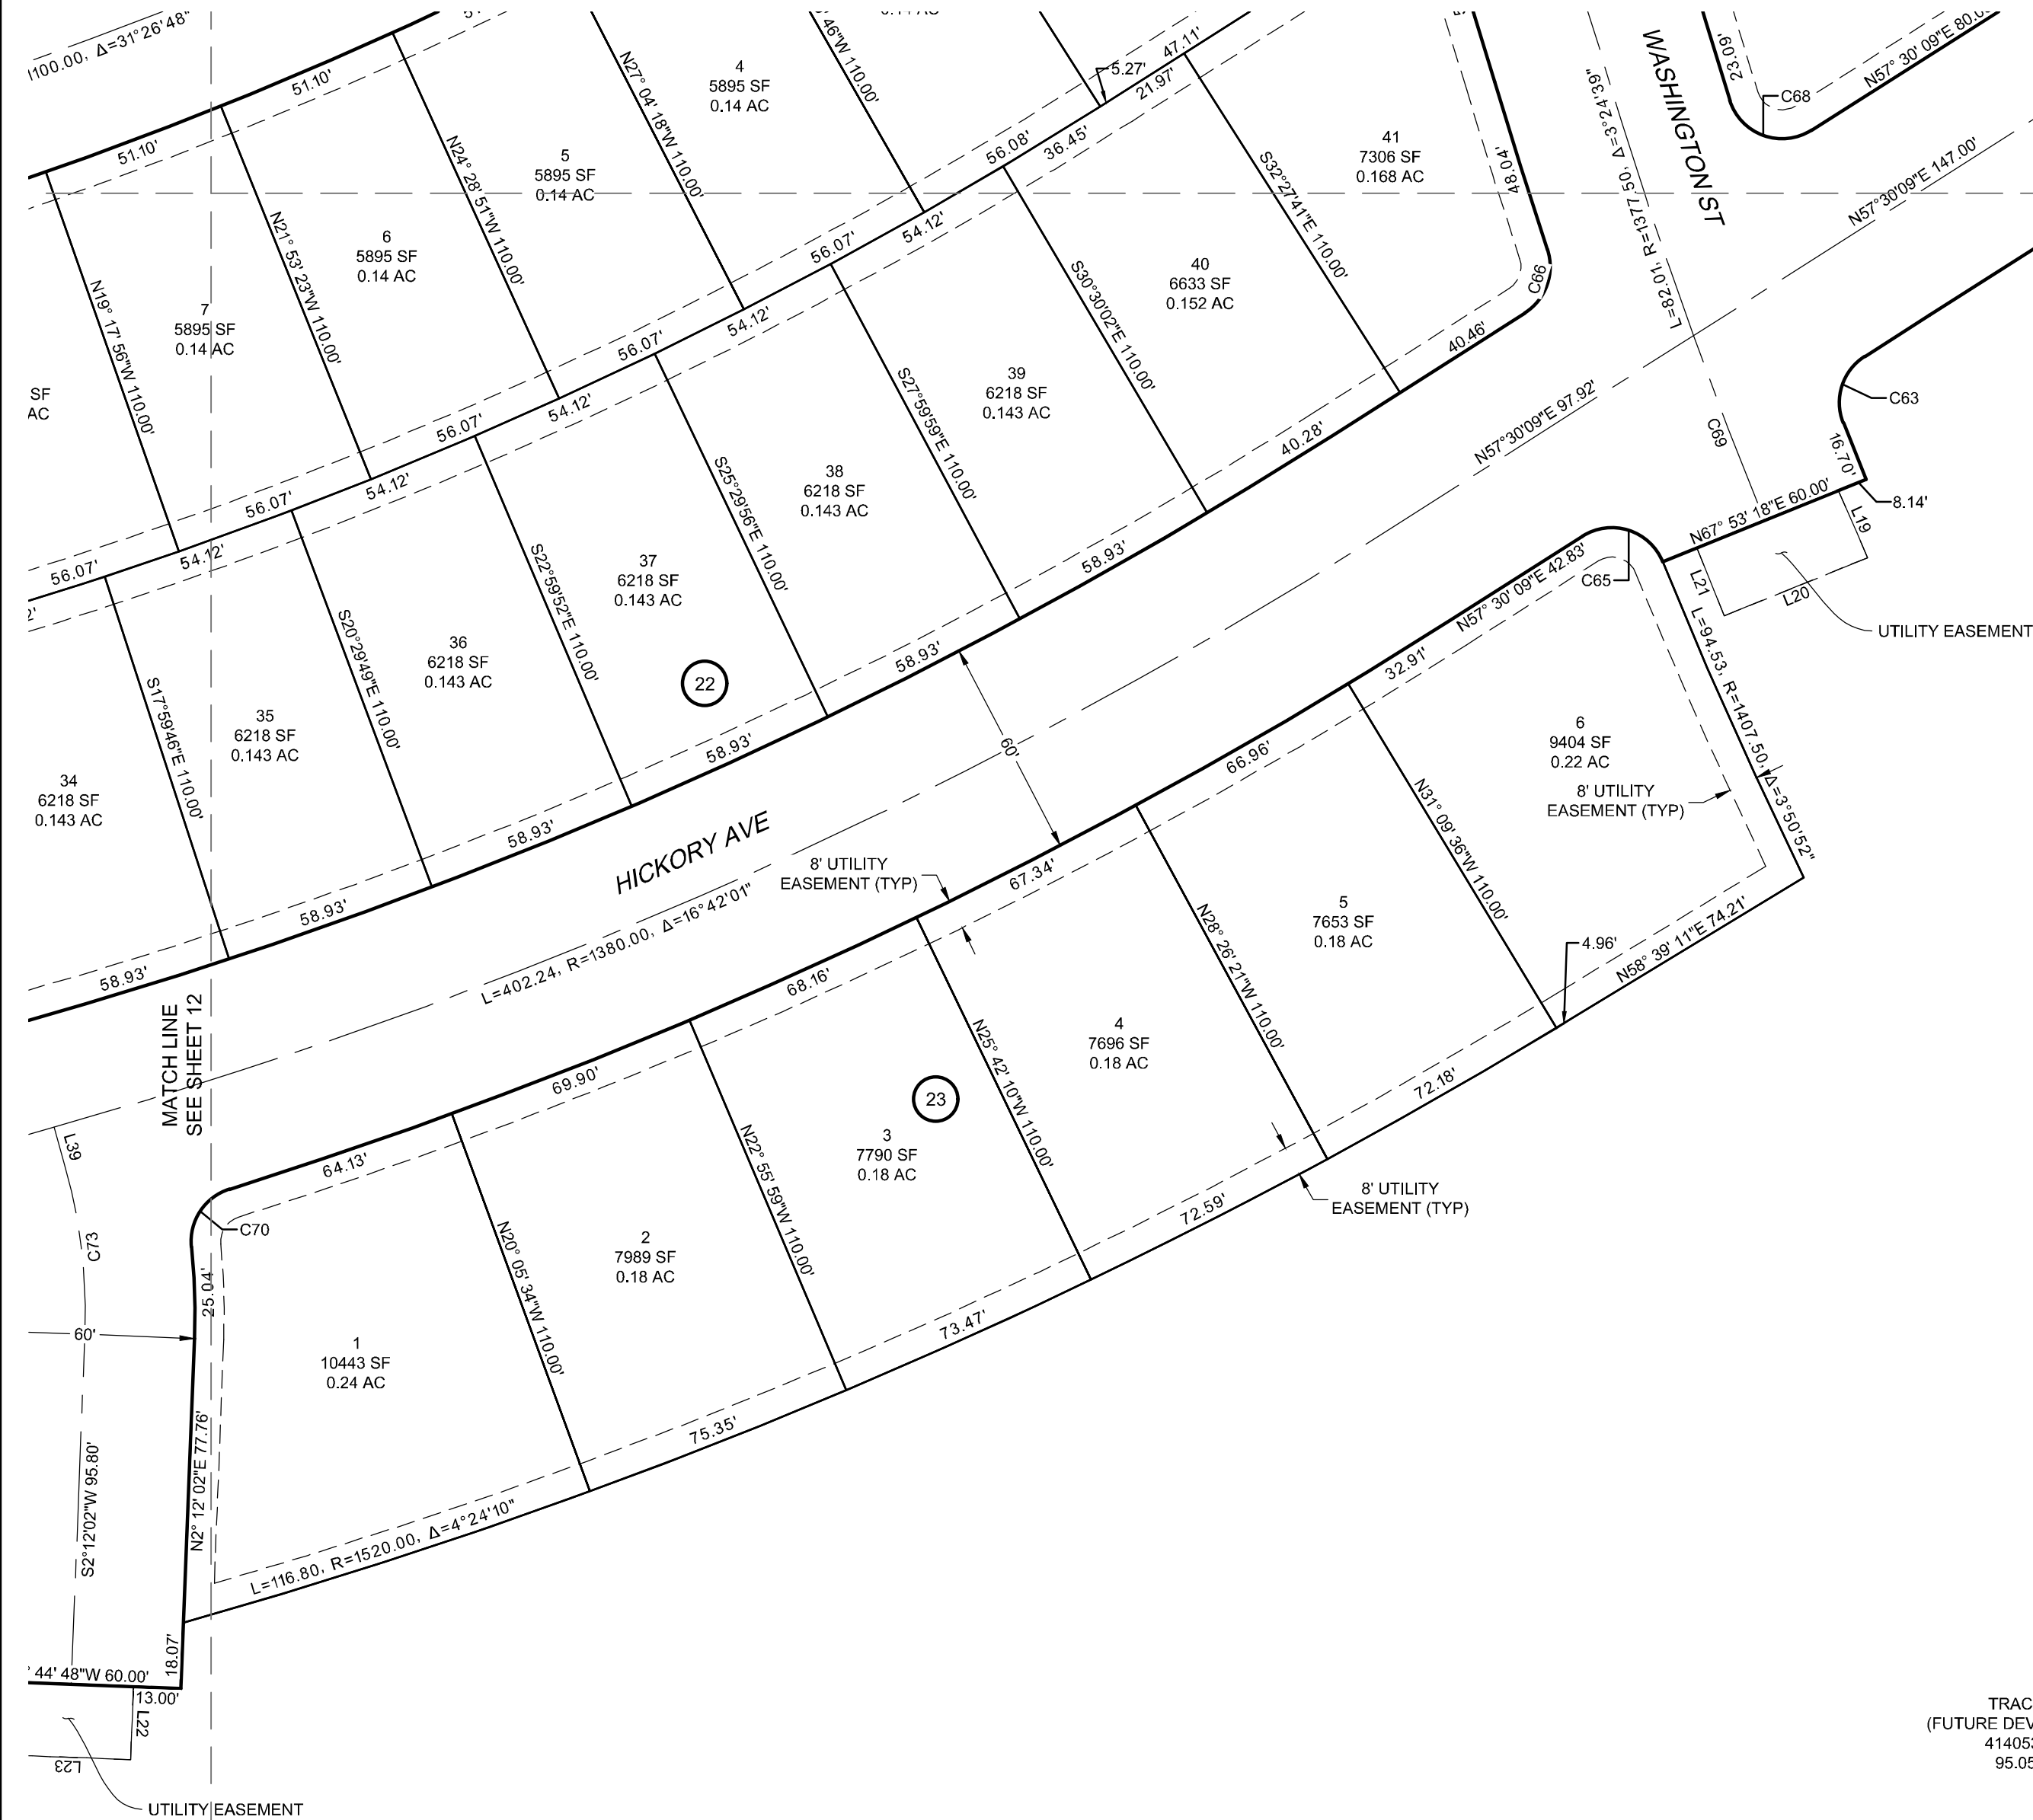 1100.00, Δ=31°26'48"
51.10'
51.10'
N27° 04' 18"W 110.00'
4
5895 SF
0.14 AC
46"W 110.00'
5.27'
47.11'
21.97'
WASHINGTON ST
23.09'
C68
N57° 30' 09"E
N57°30'09"E 147.00'
N24° 28' 51"W 110.00'
5
5895 SF
0.14 AC
56.08'
36.45'
S32°27'41"E 110.00'
41
7306 SF
0.168 AC
48.04'
L=82.01, R=1377.50, Δ=3°24'39"
N21° 53' 23"W 110.00'
6
5895 SF
0.14 AC
56.07'
54.12'
S30°30'02"E 110.00'
40
6633 SF
0.152 AC
C66
N19° 17' 56"W 110.00'
7
5895 SF
0.14 AC
SF
AC
56.07'
54.12'
S27°59'59"E 110.00'
39
6218 SF
0.143 AC
40.46'
40.28'
N57°30'09"E 97.92'
C69
C63
16.70'
8.14'
56.07'
54.12'
S25°29'56"E 110.00'
38
6218 SF
0.143 AC
56.07'
54.12'
S22°59'52"E 110.00'
37
6218 SF
0.143 AC
56.07'
54.12'
58.93'
N67° 53' 18"E 60.00'
L19
L20
L21
UTILITY EASEMENT
C65
N57° 30' 09"E 42.83'
S20°29'49"E 110.00'
36
6218 SF
0.143 AC
22
58.93'
S17°59'46"E 110.00'
35
6218 SF
0.143 AC
58.93'
60'
32.91'
66.96'
6
9404 SF
0.22 AC
L=94.53, R=1407.50, Δ=3°50'52"
8' UTILITY
EASEMENT (TYP)
34
6218 SF
0.143 AC
58.93'
HICKORY AVE
8' UTILITY
EASEMENT (TYP)
67.34'
N31° 09' 36"W 110.00'
58.93'
L=402.24, R=1380.00, Δ=16°42'01"
5
7653 SF
0.18 AC
N28° 26' 21"W 110.00'
4.96'
N58° 39' 11"E 74.21'
58.93'
68.16'
MATCH LINE
SEE SHEET 12
69.90'
N25° 42' 10"W 110.00'
4
7696 SF
0.18 AC
72.18'
L39
64.13'
N22° 55' 59"W 110.00'
23
3
7790 SF
0.18 AC
8' UTILITY
EASEMENT (TYP)
72.59'
C70
C73
N20° 05' 34"W 110.00'
2
7989 SF
0.18 AC
25.04'
60'
1
10443 SF
0.24 AC
73.47'
75.35'
N2° 12' 02"E 77.76'
S2°12'02"W 95.80'
L=116.80, R=1520.00, Δ=4°24'10"
18.07'
44' 48"W 60.00'
13.00'
L22
L23
UTILITY EASEMENT
TRAC
(FUTURE DEV
414053
95.05